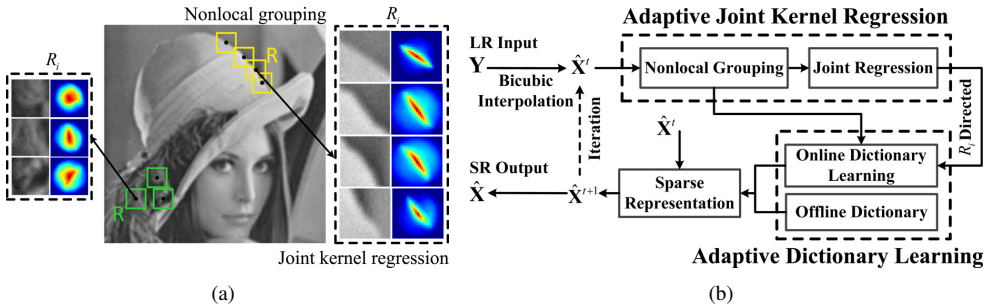 Nonlocal grouping
R_i
R_i
R
R
Joint kernel regression
(a)
Adaptive Joint Kernel Regression
LR Input
Y
Bicubic Interpolation
X̂^t
Nonlocal Grouping
Joint Regression
R_i Directed
Iteration
X̂^t
Online Dictionary Learning
Offline Dictionary
Sparse Representation
SR Output
X̂
X̂^{t+1}
Adaptive Dictionary Learning
(b)